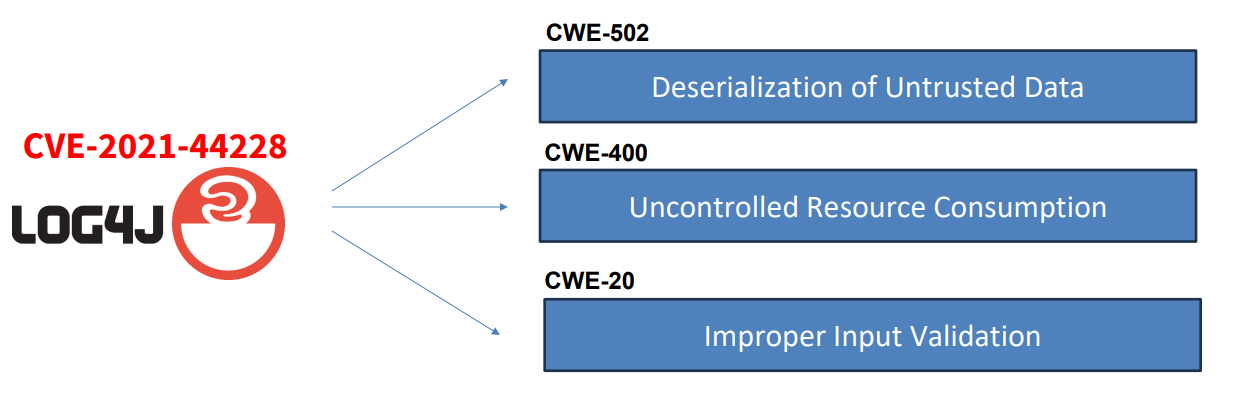 CVE-2021-44228
LOG4J
CWE-502
Deserialization of Untrusted Data
CWE-400
Uncontrolled Resource Consumption
CWE-20
Improper Input Validation